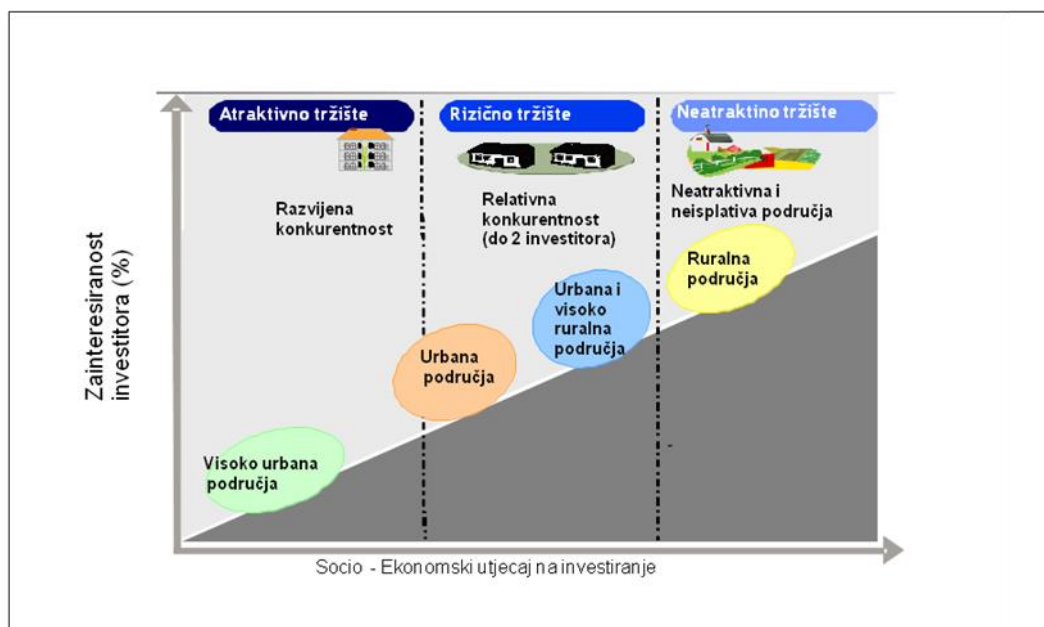 Atraktivno tržište
Rizično tržište
Neatraktino tržište
Razvijena
konkurentnost
Relativna
konkurentnost
(do 2 investitora)
Neatraktivna i
neisplativa područja
Zainteresiranost
investitora (%)
Visoko urbana
područja
Urbana
područja
Urbana i
visoko
ruralna
područja
Ruralna
područja
Socio - Ekonomski utjecaj na investiranje